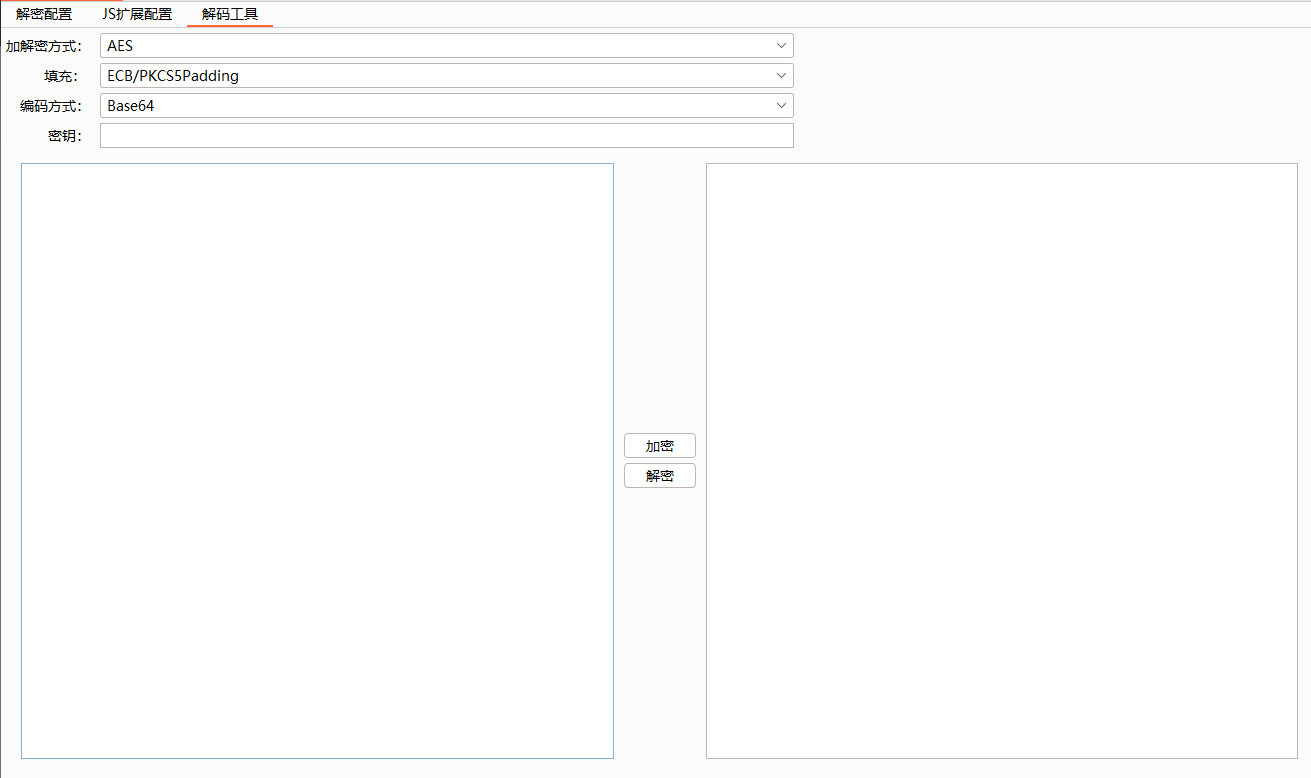 解密配置 JS扩展配置 解码工具
加解密方式： AES
填充： ECB/PKCS5Padding
编码方式： Base64
密钥：
加密
解密